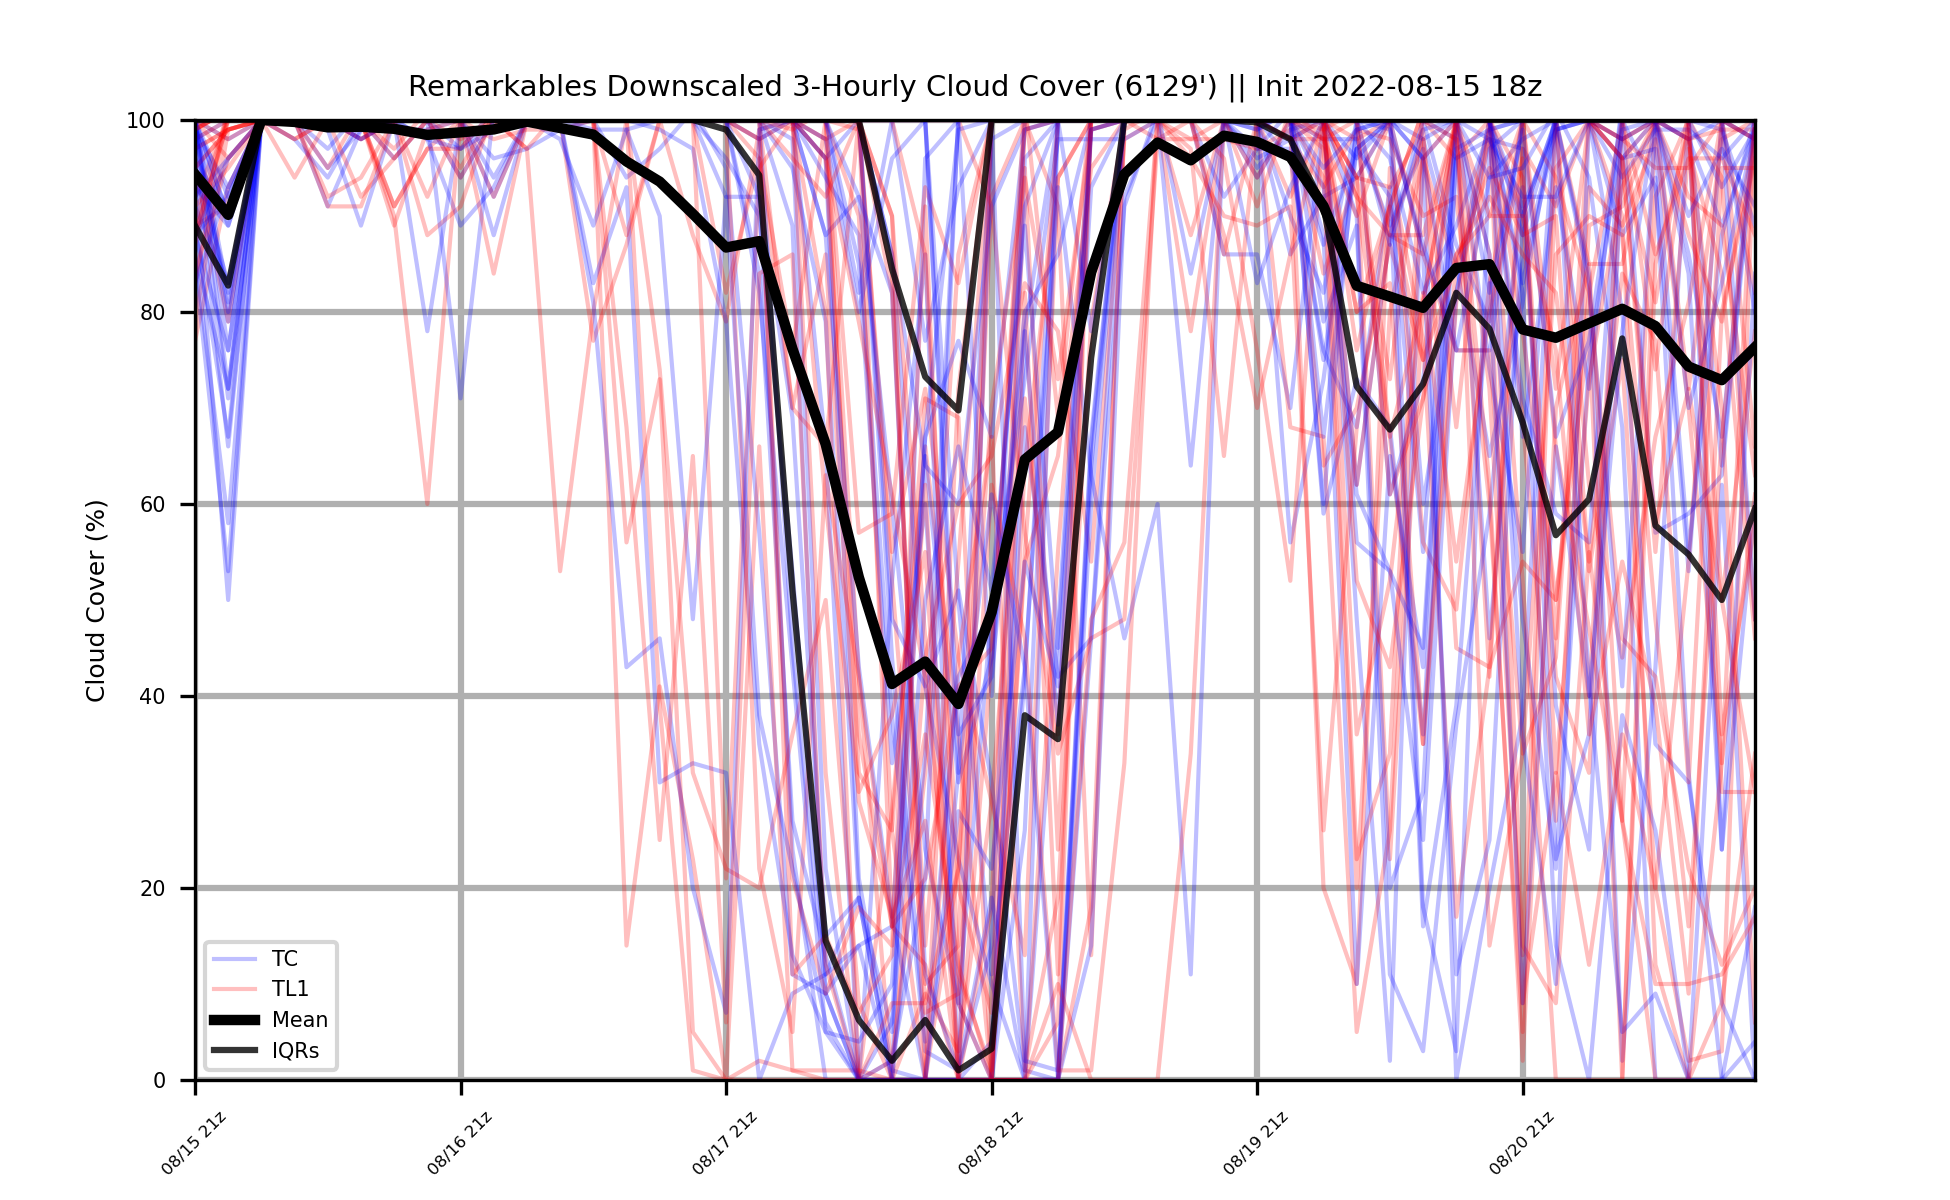 Remarkables Downscaled 3-Hourly Cloud Cover (6129') || Init 2022-08-15 18z
Cloud Cover (%)
100
80
60
40
20
0
TC
TL1
Mean
IQRs
08/15 21z
08/16 21z
08/17 21z
08/18 21z
08/19 21z
08/20 21z